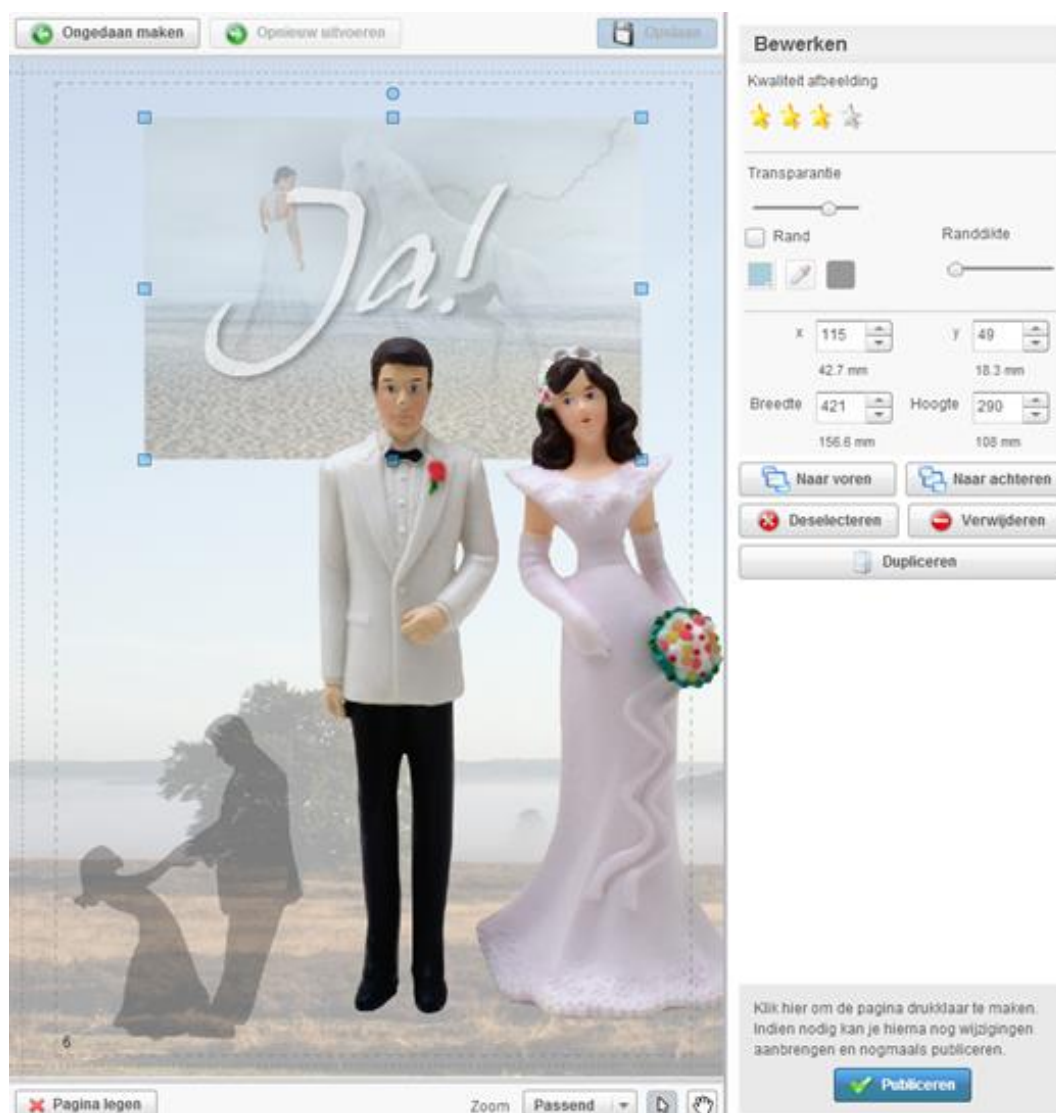 Ongedaan maken
Opnieuw uitvoeren
Opslaan
Ja!
6
Pagina legen
Zoom
Passend
Bewerken
Kwaliteit afbeelding
Transparantie
Rand
Randdikte
x 115
y 49
42.7 mm
18.3 mm
Breedte 421
Hoogte 290
156.6 mm
108 mm
Naar voren
Naar achteren
Deselecteren
Verwijderen
Dupliceren
Klik hier om de pagina drukklaar te maken.
Indien nodig kan je hierna nog wijzigingen
aanbrengen en nogmaals publiceren.
Publiceren